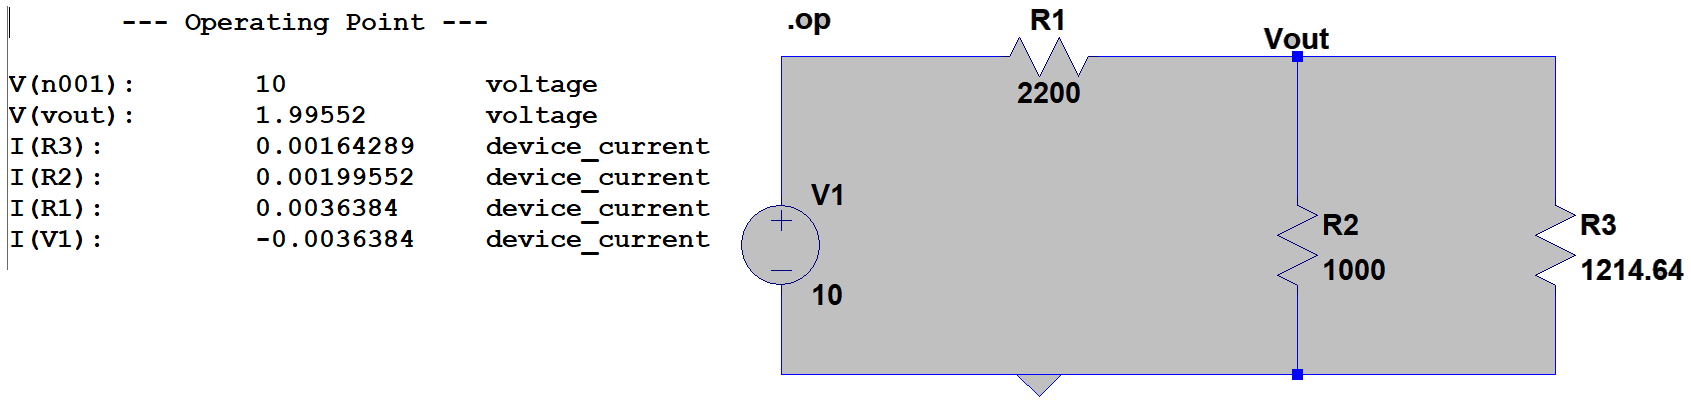 --- Operating Point ---
V(n001): 10 voltage
V(vout): 1.99552 voltage
I(R3): 0.00164289 device_current
I(R2): 0.00199552 device_current
I(R1): 0.0036384 device_current
I(V1): -0.0036384 device_current
.op
R1
2200
Vout
V1
10
R2
1000
R3
1214.64